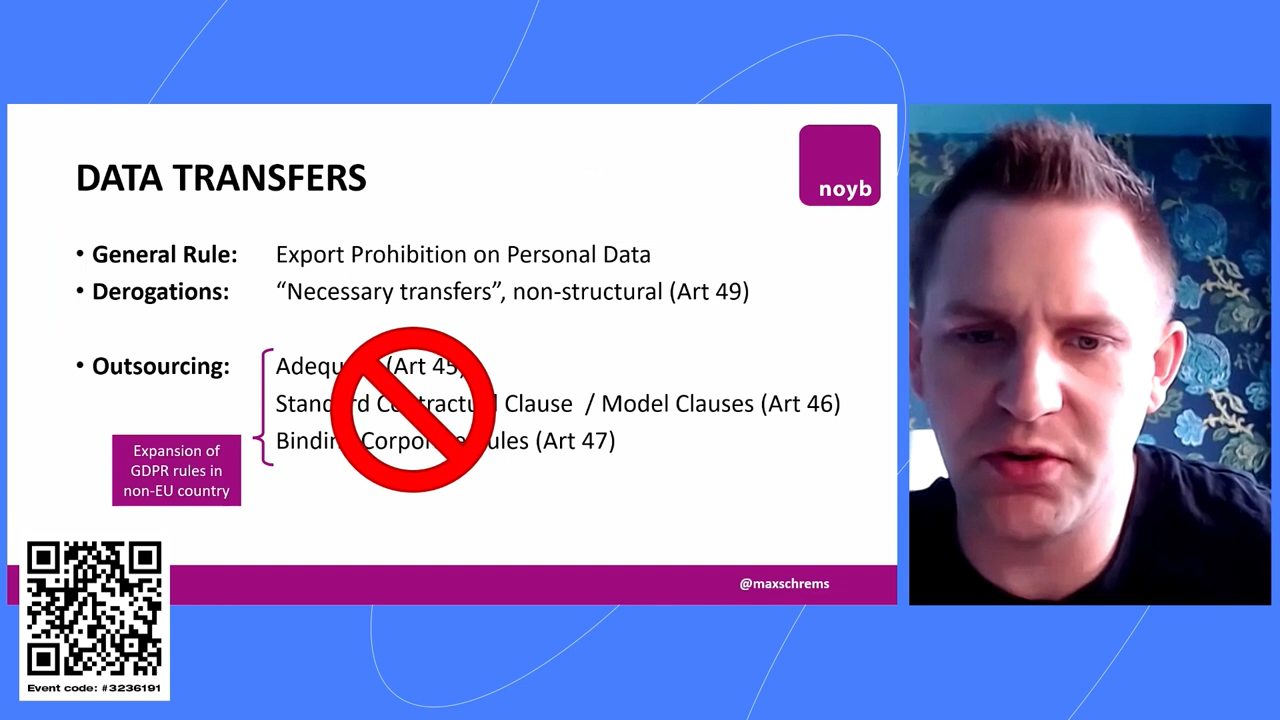 DATA TRANSFERS
noyb
• General Rule: Export Prohibition on Personal Data
• Derogations: “Necessary transfers”, non-structural (Art 49)
• Outsourcing: (Art 45)
Clause / Model Clauses (Art 46)
(Art 47)
Expansion of
GDPR rules in
non-EU country
@maxschrems
Event code: #3236191